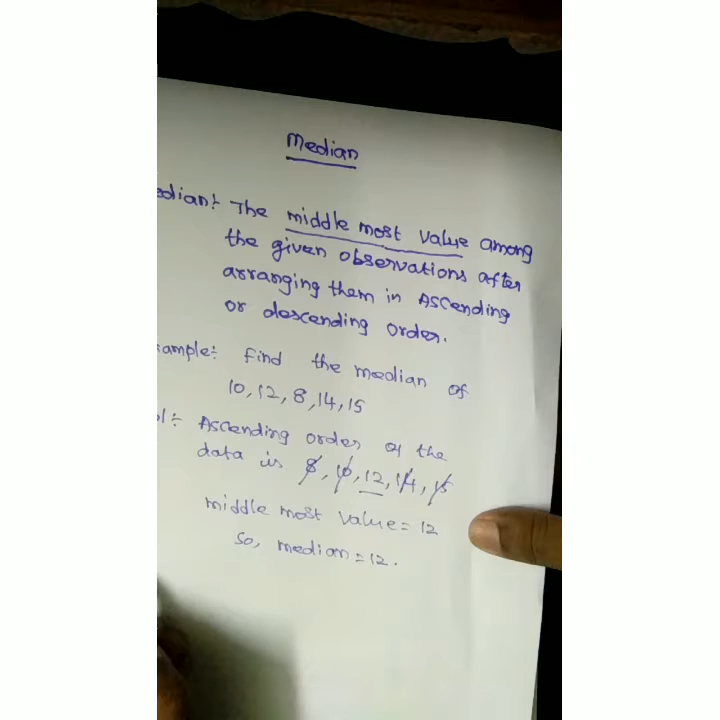 Median
edian:- The middle most value among
the given observations after
arranging them in Ascending
or descending order.
ample:- Find the median of
10, 12, 8, 14, 15
l:- Ascending order of the
data is 8, 10, 12, 14, 15
middle most value = 12
So, median = 12.